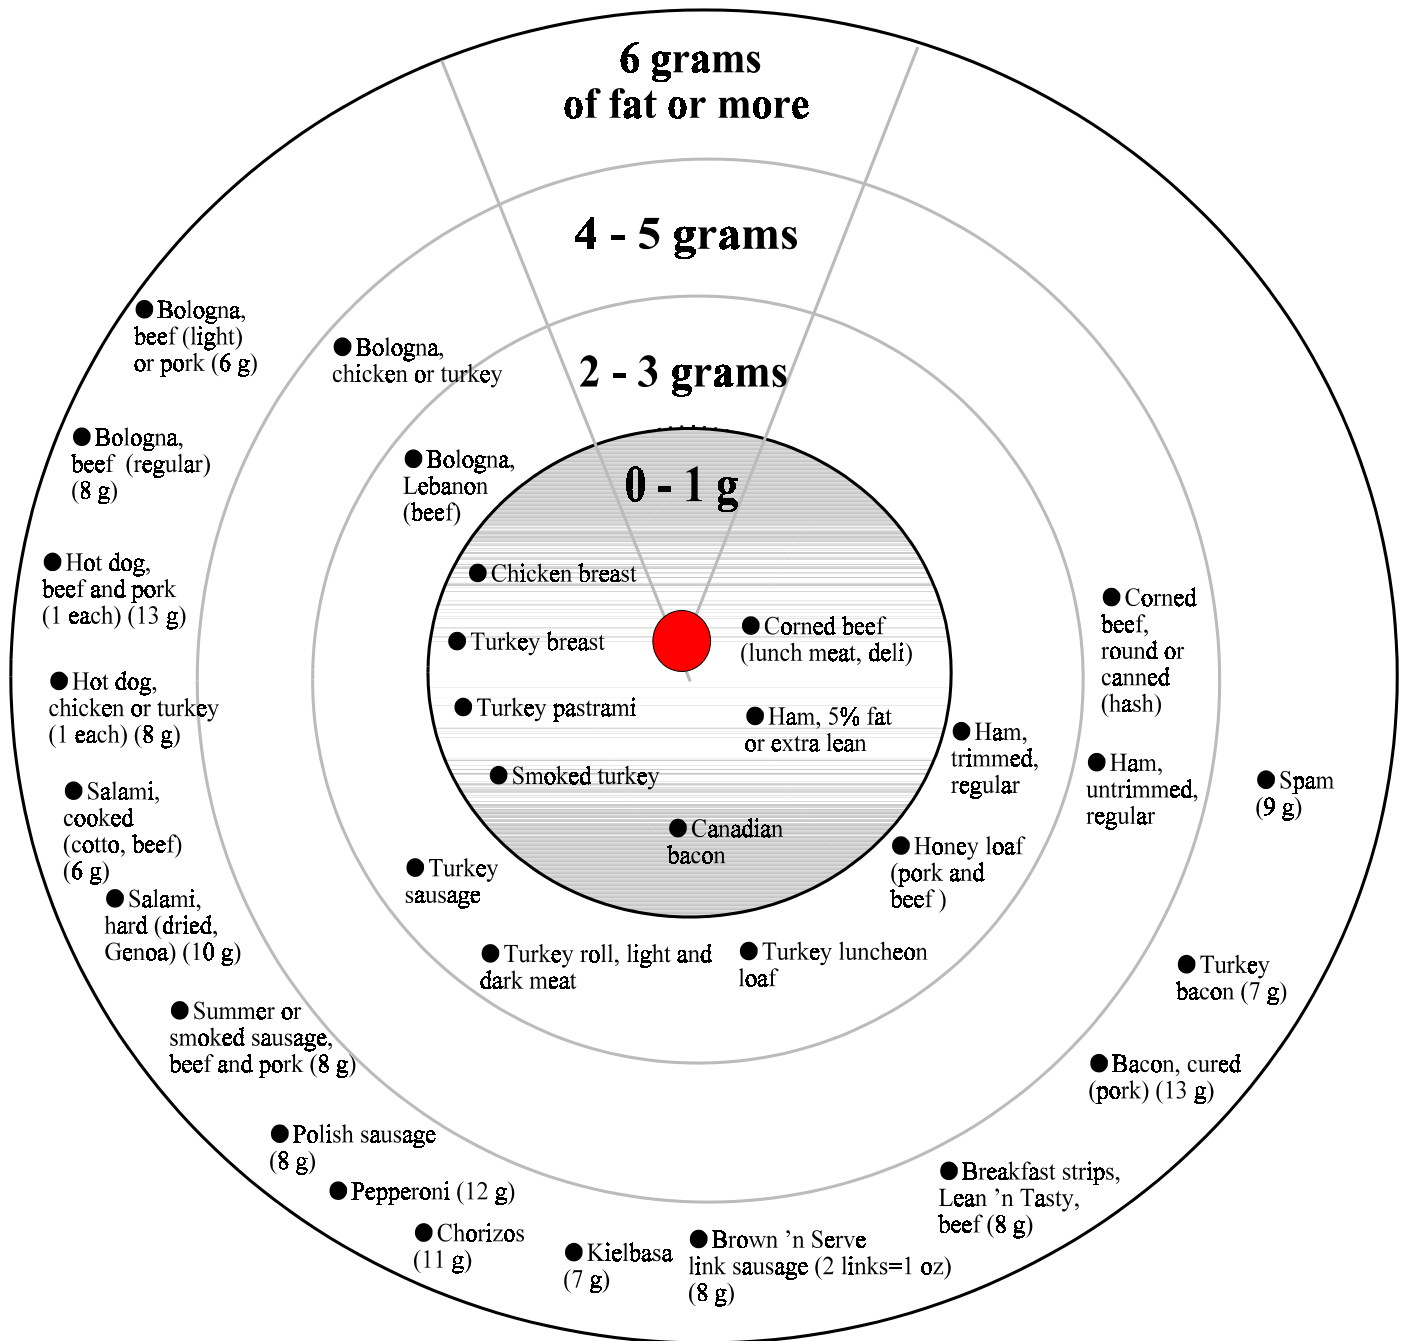 6 grams
of fat or more
4 - 5 grams
2 - 3 grams
0 - 1 g
Bologna,
beef (light)
or pork (6 g)
Bologna,
chicken or turkey
Bologna,
beef (regular)
(8 g)
Bologna,
Lebanon
(beef)
Hot dog,
beef and pork
(1 each) (13 g)
Chicken breast
Turkey breast
Corned beef
(lunch meat, deli)
Corned
beef,
round or
canned
(hash)
Hot dog,
chicken or turkey
(1 each) (8 g)
Turkey pastrami
Ham, 5% fat
or extra lean
Ham,
trimmed,
regular
Ham,
untrimmed,
regular
Spam
(9 g)
Salami,
cooked
(cotto, beef)
(6 g)
Smoked turkey
Canadian
bacon
Honey loaf
(pork and
beef )
Turkey
sausage
Salami,
hard (dried,
Genoa) (10 g)
Turkey roll, light and
dark meat
Turkey luncheon
loaf
Turkey
bacon (7 g)
Summer or
smoked sausage,
beef and pork (8 g)
Bacon, cured
(pork) (13 g)
Polish sausage
(8 g)
Pepperoni (12 g)
Breakfast strips,
Lean ’n Tasty,
beef (8 g)
Chorizos
(11 g)
Kielbasa
(7 g)
Brown ’n Serve
link sausage (2 links=1 oz)
(8 g)